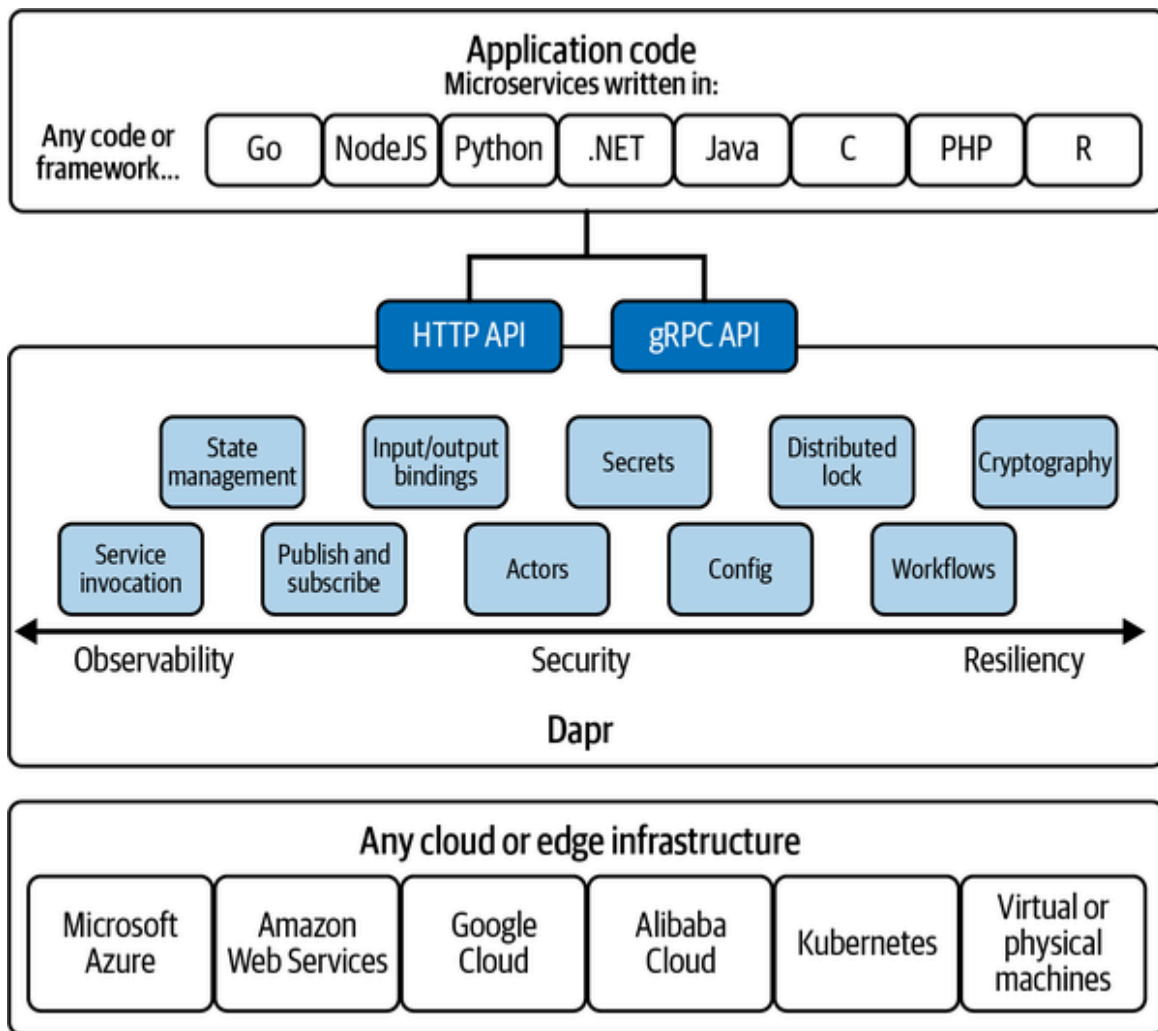 Application code
Microservices written in:
Any code or
framework...
Go
NodeJS
Python
.NET
Java
C
PHP
R
HTTP API
gRPC API
State
management
Input/output
bindings
Secrets
Distributed
lock
Cryptography
Service
invocation
Publish and
subscribe
Actors
Config
Workflows
Observability
Security
Resiliency
Dapr
Any cloud or edge infrastructure
Microsoft
Azure
Amazon
Web Services
Google
Cloud
Alibaba
Cloud
Kubernetes
Virtual or
physical
machines